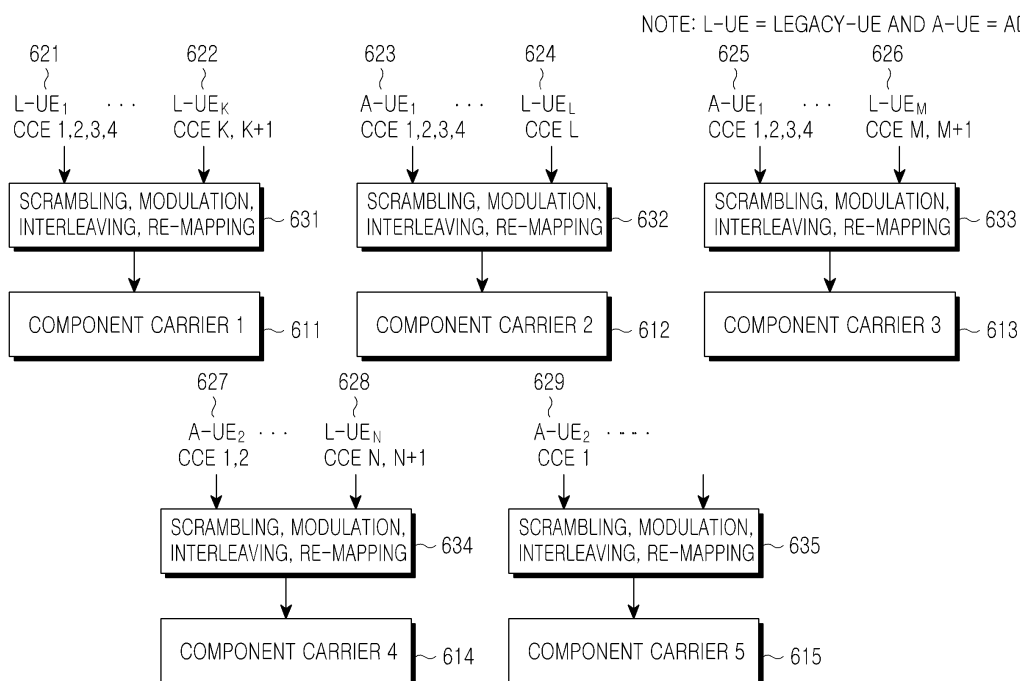 NOTE: L-UE = LEGACY-UE AND A-UE =
621 622 623 624 625 626
L-UE1 ··· L-UEK A-UE1 ··· L-UEL A-UE1 ··· L-UEM
CCE 1,2,3,4 CCE K, K+1 CCE 1,2,3,4 CCE L CCE 1,2,3,4 CCE M, M+1
SCRAMBLING, MODULATION, SCRAMBLING, MODULATION, SCRAMBLING, MODULATION,
INTERLEAVING, RE-MAPPING 631 INTERLEAVING, RE-MAPPING 632 INTERLEAVING, RE-MAPPING 633
COMPONENT CARRIER 1 611 COMPONENT CARRIER 2 612 COMPONENT CARRIER 3 613
627 628 629
A-UE2 ··· L-UEN A-UE2 ·····
CCE 1,2 CCE N, N+1 CCE 1
SCRAMBLING, MODULATION, SCRAMBLING, MODULATION,
INTERLEAVING, RE-MAPPING 634 INTERLEAVING, RE-MAPPING 635
COMPONENT CARRIER 4 614 COMPONENT CARRIER 5 615